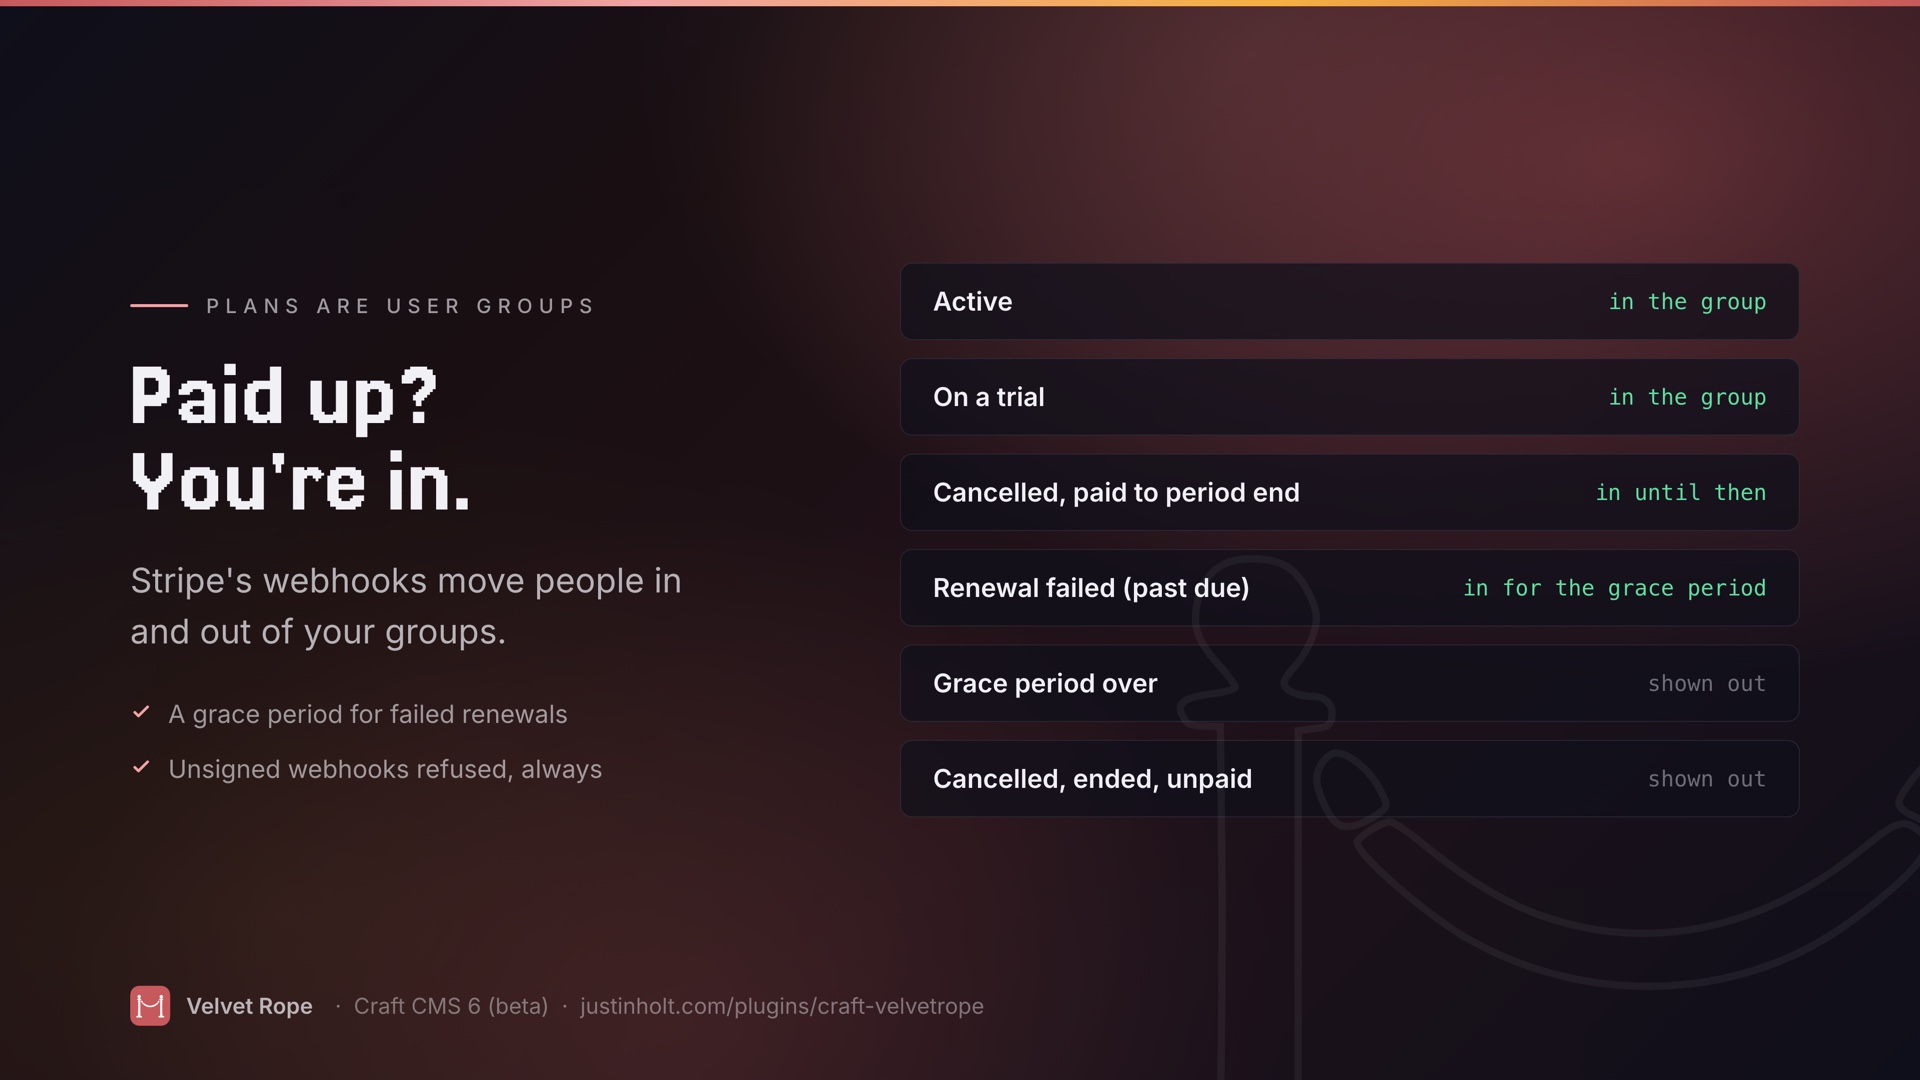 PLANS ARE USER GROUPS
Paid up?
You're in.
Stripe's webhooks move people in
and out of your groups.
A grace period for failed renewals
Unsigned webhooks refused, always
Active in the group
On a trial in the group
Cancelled, paid to period end in until then
Renewal failed (past due) in for the grace period
Grace period over shown out
Cancelled, ended, unpaid shown out
Velvet Rope · Craft CMS 6 (beta) · justinholt.com/plugins/craft-velvetrope